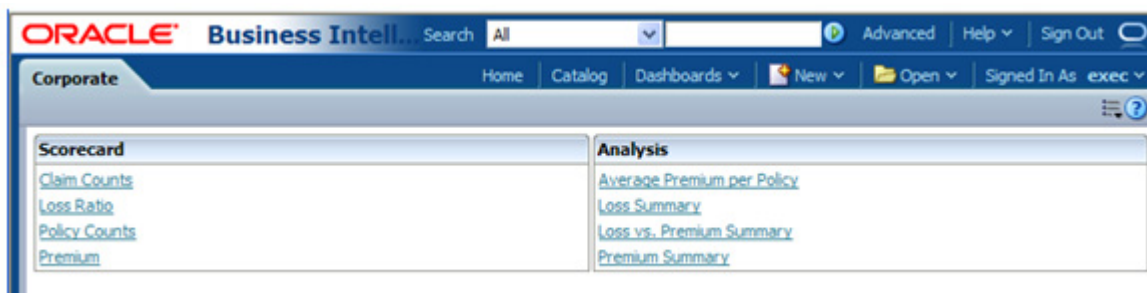 ORACLE Business Intell... Search All Advanced Help Sign Out
Corporate Home Catalog Dashboards New Open Signed In As exec
Scorecard Analysis
Claim Counts Average Premium per Policy
Loss Ratio Loss Summary
Policy Counts Loss vs. Premium Summary
Premium Premium Summary